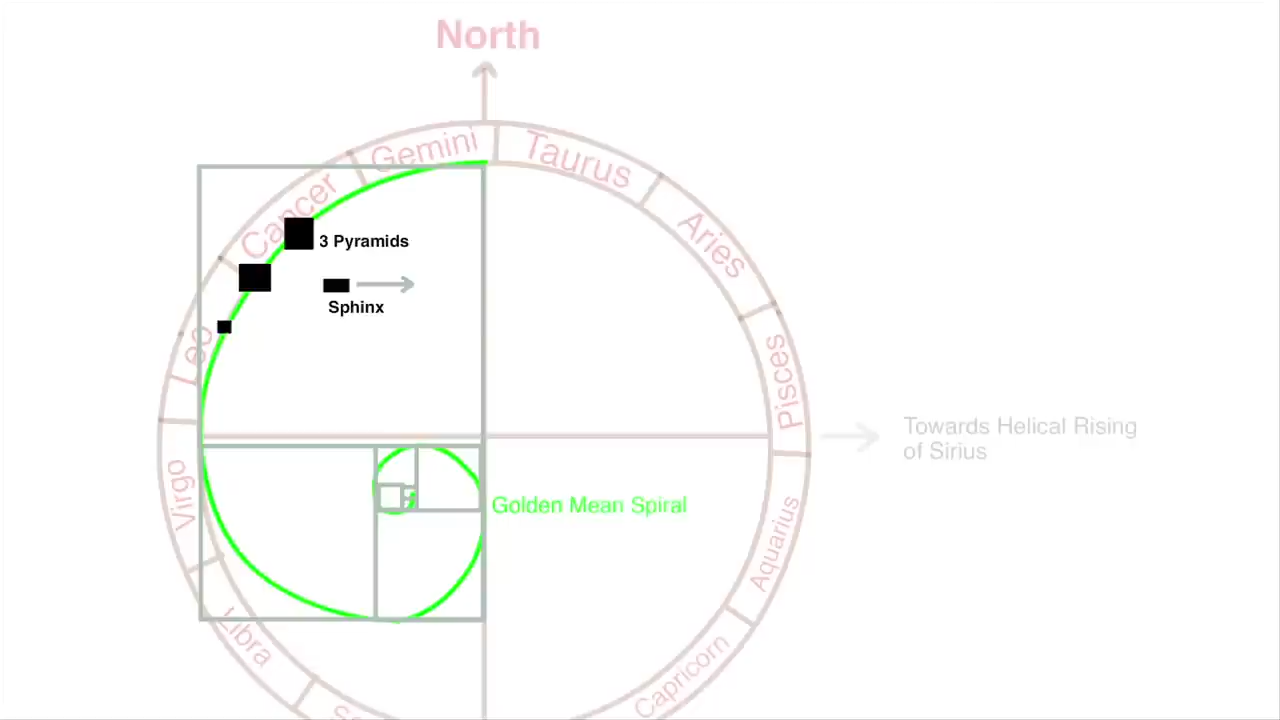 North
Gemini
Taurus
Cancer
Aries
3 Pyramids
Sphinx
Leo
Pisces
Towards Helical Rising
of Sirius
Virgo
Golden Mean Spiral
Aquarius
Libra
Capricorn